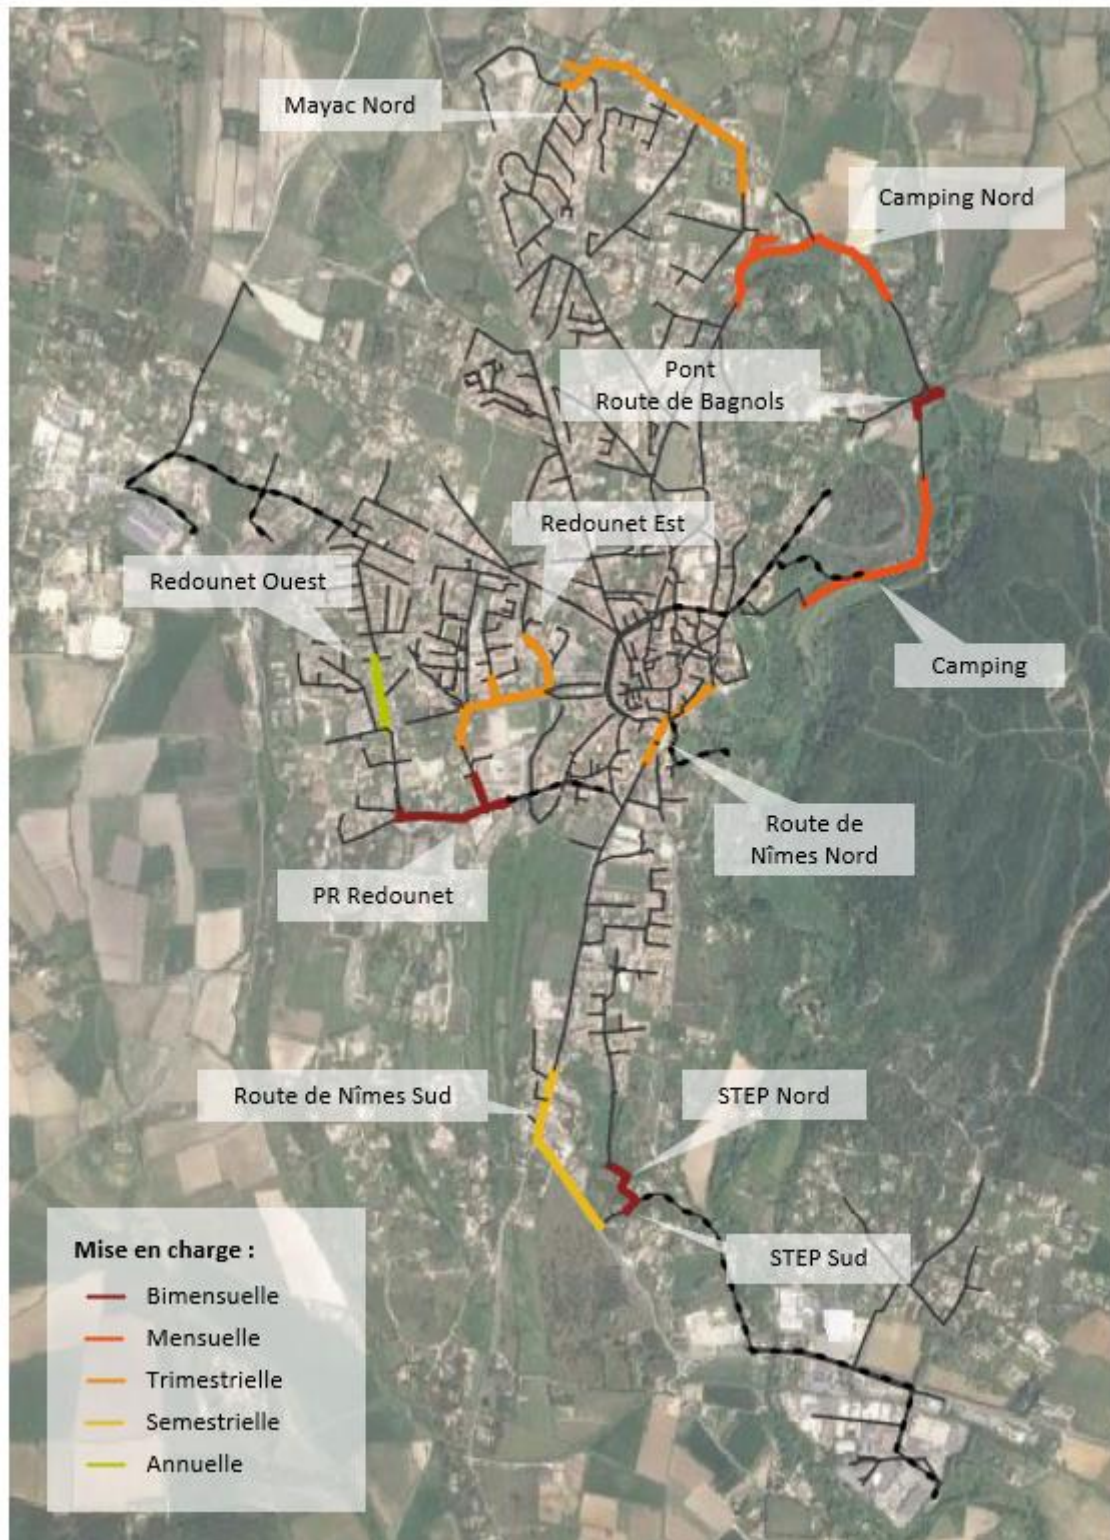 Mayac Nord
Camping Nord
Pont
Route de Bagnols
Redounet Est
Redounet Ouest
Camping
Route de
Nîmes Nord
PR Redounet
Route de Nîmes Sud
STEP Nord
STEP Sud
Mise en charge :
Bimensuelle
Mensuelle
Trimestrielle
Semestrielle
Annuelle